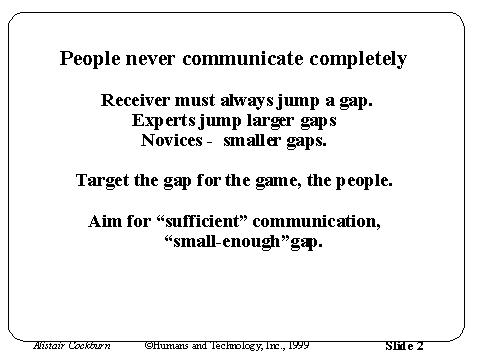 People never communicate completely
Receiver must always jump a gap.
Experts jump larger gaps
Novices - smaller gaps.
Target the gap for the game, the people.
Aim for “sufficient” communication,
“small-enough”gap.
Alistair Cockburn ©Humans and Technology, Inc., 1999 Slide 2